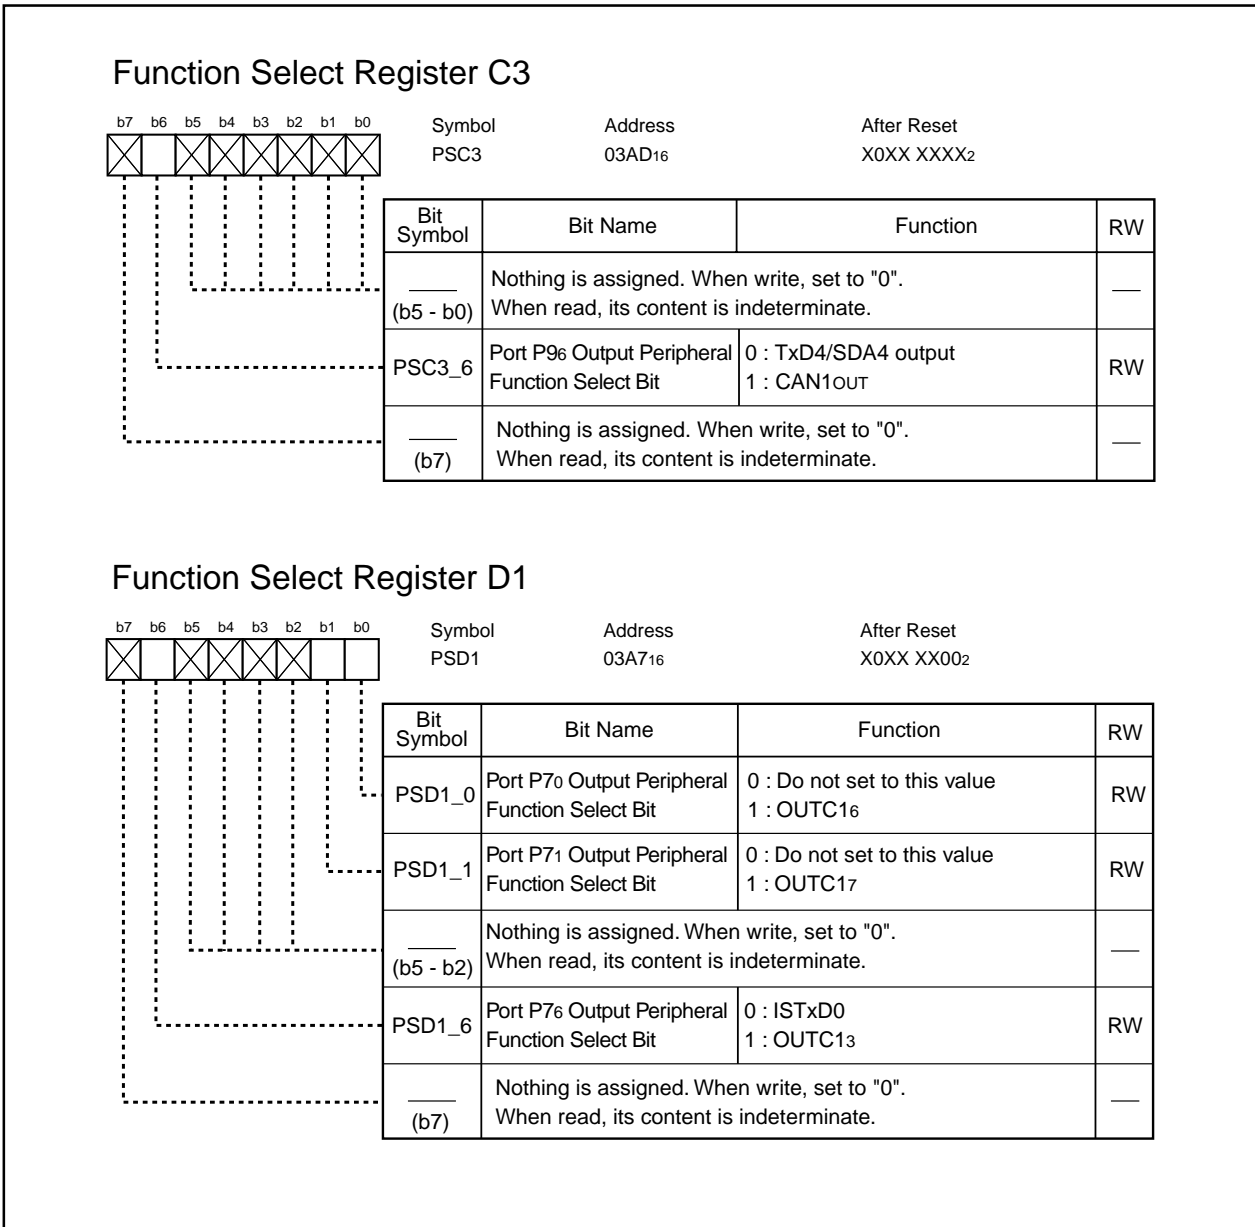 Function Select Register C3
b7 b6 b5 b4 b3 b2 b1 b0
Symbol Address After Reset
PSC3 03AD16 X0XX XXXX2
Bit Symbol Bit Name Function RW
(b5 - b0) Nothing is assigned. When write, set to "0".
When read, its content is indeterminate.
PSC3_6 Port P96 Output Peripheral Function Select Bit 0 : TxD4/SDA4 output
1 : CAN1OUT RW
(b7) Nothing is assigned. When write, set to "0".
When read, its content is indeterminate.
Function Select Register D1
b7 b6 b5 b4 b3 b2 b1 b0
Symbol Address After Reset
PSD1 03A716 X0XX XX002
Bit Symbol Bit Name Function RW
PSD1_0 Port P70 Output Peripheral Function Select Bit 0 : Do not set to this value
1 : OUTC16 RW
PSD1_1 Port P71 Output Peripheral Function Select Bit 0 : Do not set to this value
1 : OUTC17 RW
(b5 - b2) Nothing is assigned. When write, set to "0".
When read, its content is indeterminate.
PSD1_6 Port P76 Output Peripheral Function Select Bit 0 : ISTxD0
1 : OUTC13 RW
(b7) Nothing is assigned. When write, set to "0".
When read, its content is indeterminate.